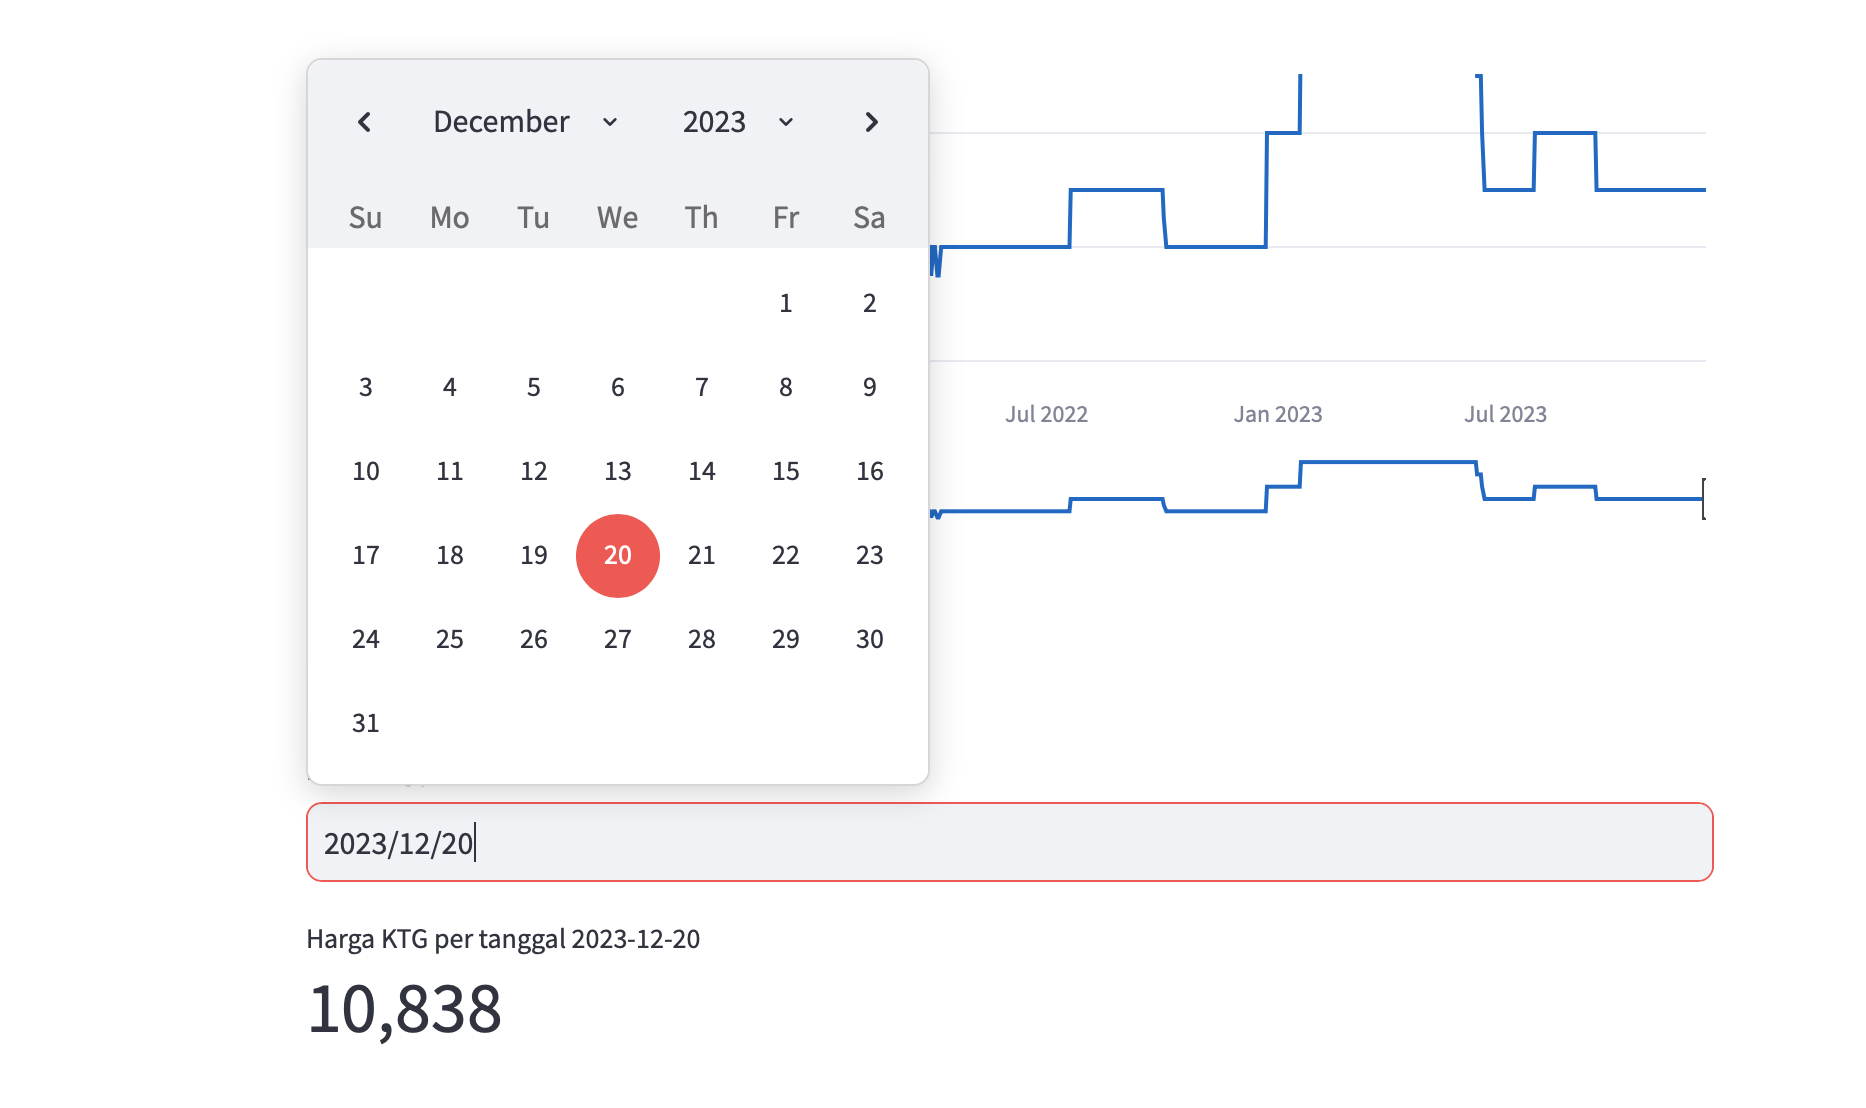 December 2023
Su Mo Tu We Th Fr Sa
1 2
3 4 5 6 7 8 9
10 11 12 13 14 15 16
17 18 19 20 21 22 23
24 25 26 27 28 29 30
31
Jul 2022 Jan 2023 Jul 2023
2023/12/20
Harga KTG per tanggal 2023-12-20
10,838